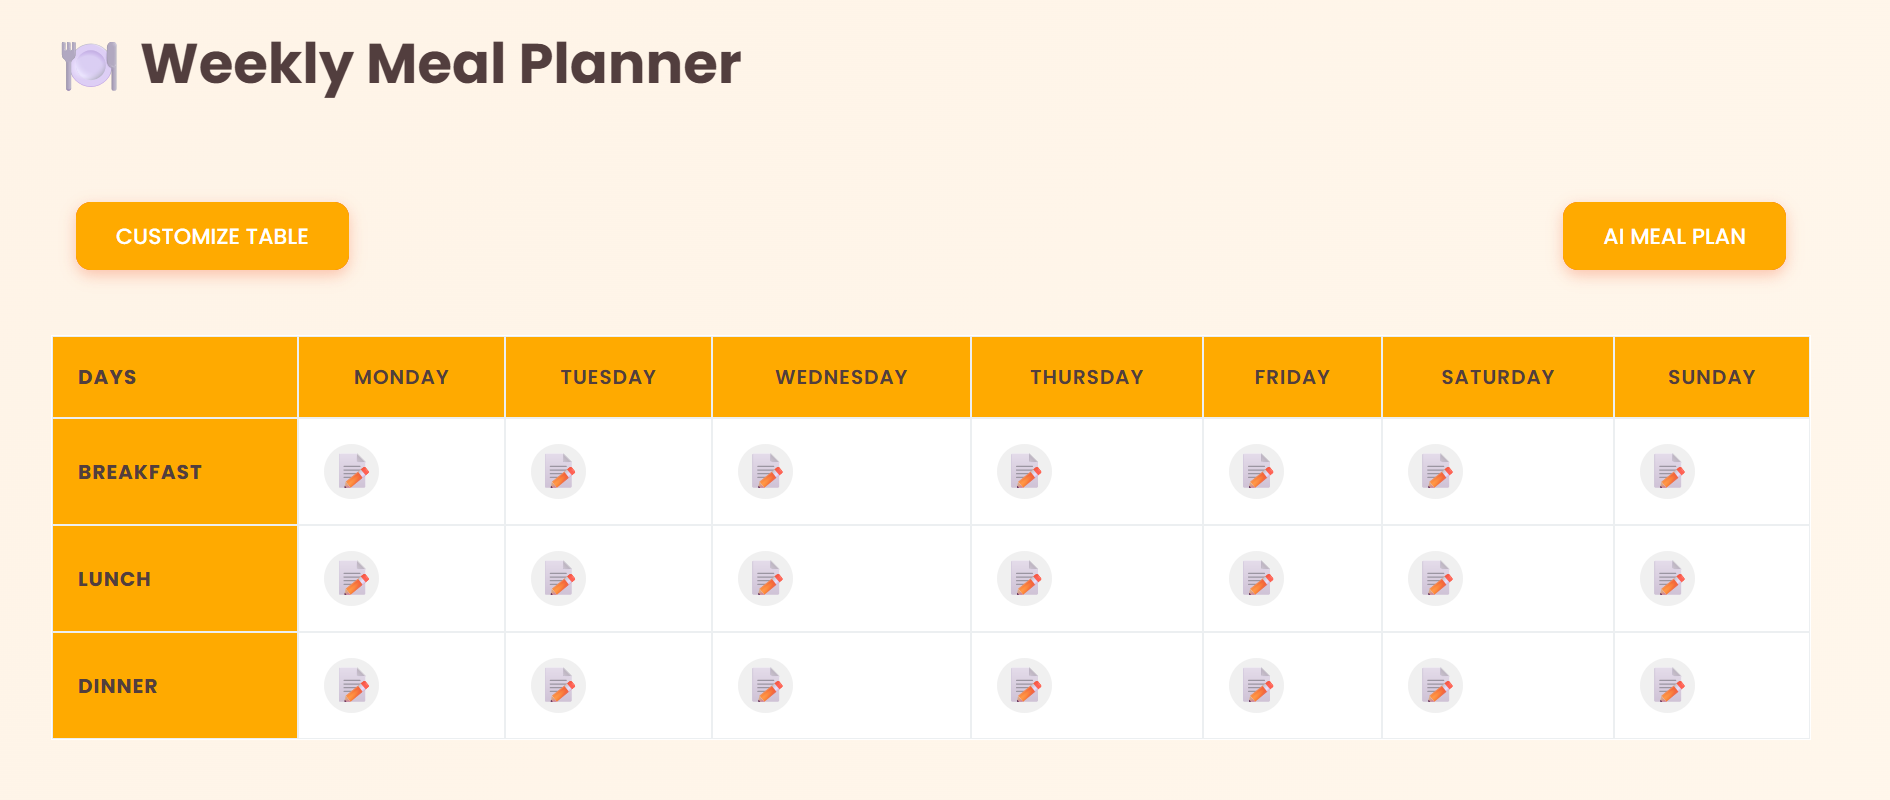 Weekly Meal Planner
CUSTOMIZE TABLE
AI MEAL PLAN
DAYS MONDAY TUESDAY WEDNESDAY THURSDAY FRIDAY SATURDAY SUNDAY
BREAKFAST
LUNCH
DINNER